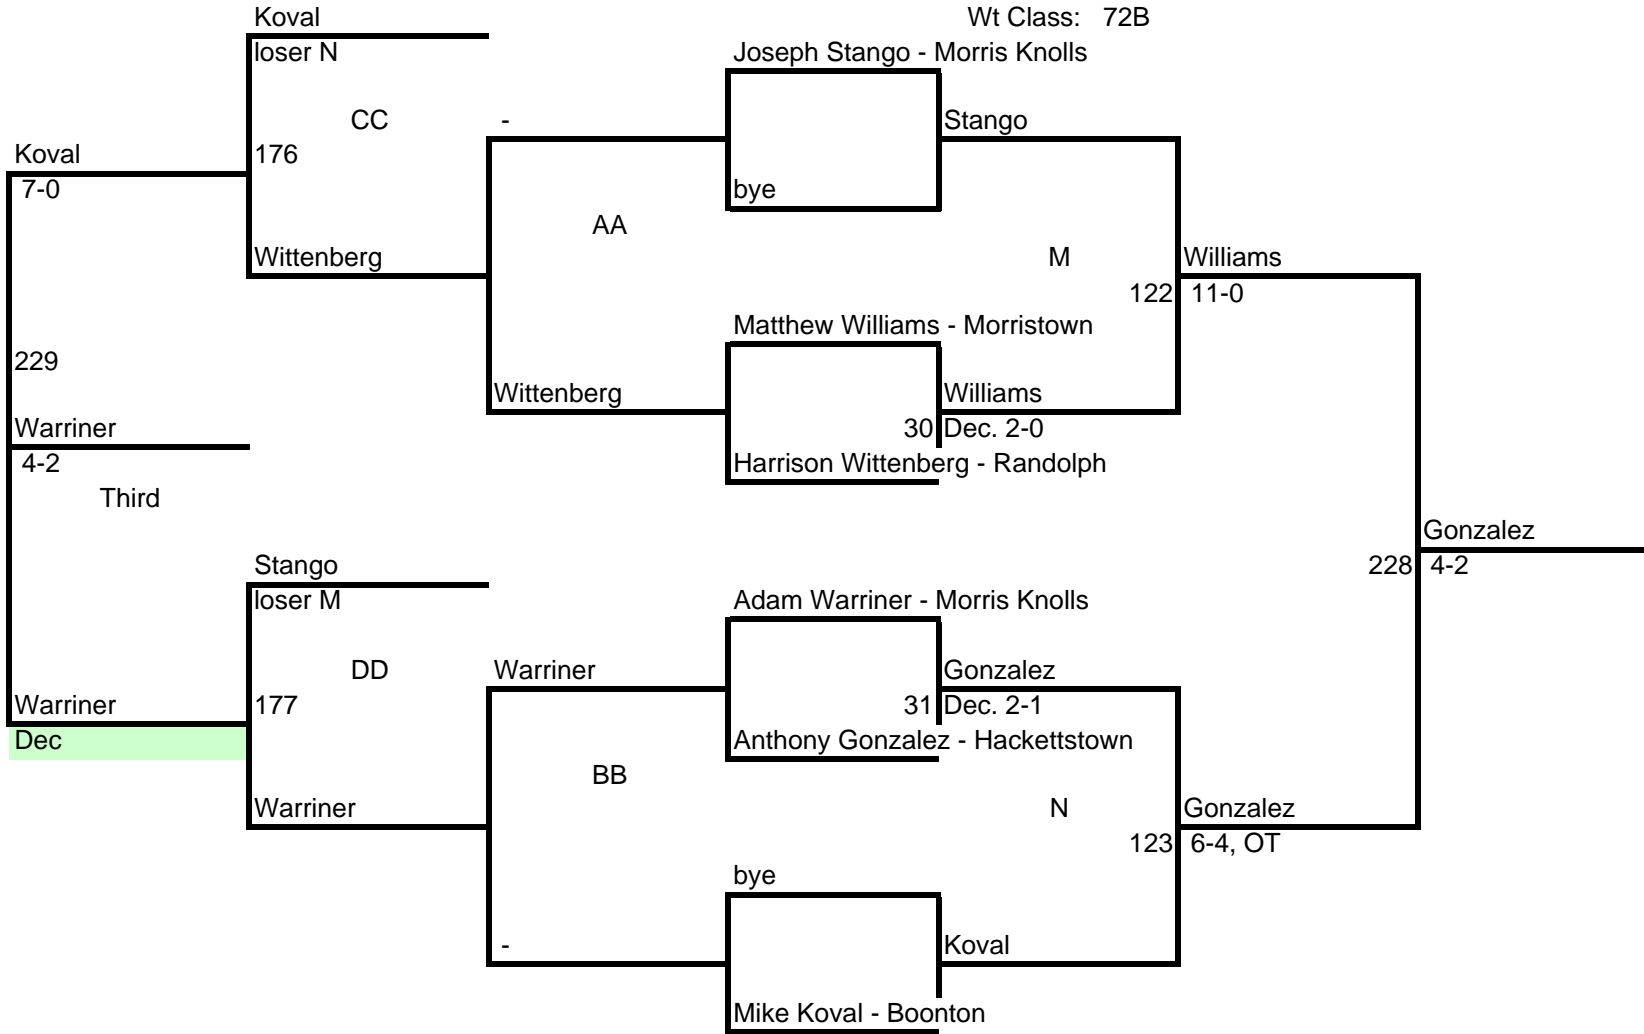 Koval
Wt Class: 72B
loser N
Joseph Stango - Morris Knolls
CC
-
Stango
Koval
176
7-0
bye
AA
Wittenberg
M
Williams
122
11-0
Matthew Williams - Morristown
229
Wittenberg
Williams
Warriner
30
Dec. 2-0
4-2
Harrison Wittenberg - Randolph
Third
Gonzalez
Stango
228
4-2
loser M
Adam Warriner - Morris Knolls
DD
Warriner
Gonzalez
Warriner
177
31
Dec. 2-1
Dec
Anthony Gonzalez - Hackettstown
BB
Warriner
N
Gonzalez
123
6-4, OT
bye
-
Koval
Mike Koval - Boonton